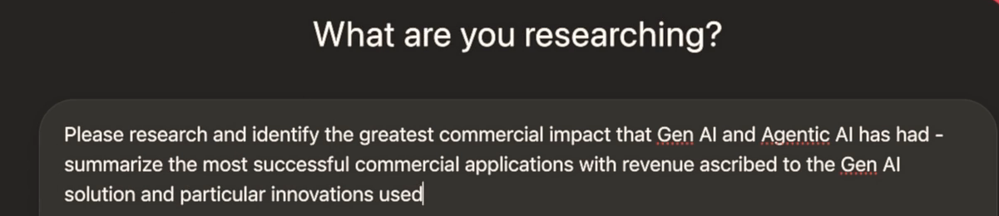 What are you researching?
Please research and identify the greatest commercial impact that Gen AI and Agentic AI has had -
summarize the most successful commercial applications with revenue ascribed to the Gen AI
solution and particular innovations used